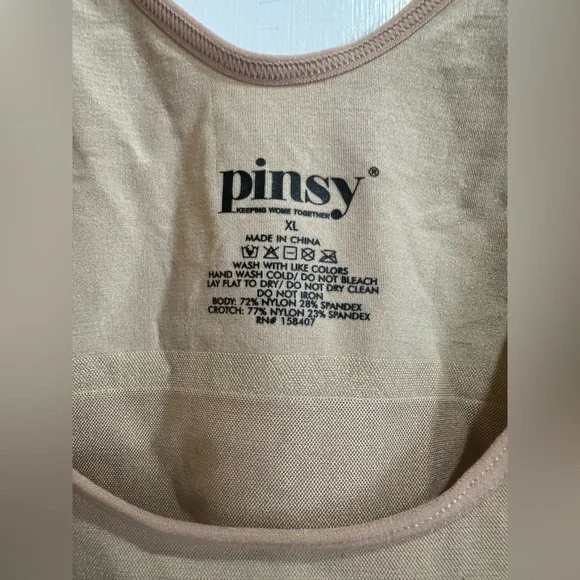 pinsy®
KEEPING WOME TOGETHER
XL
MADE IN CHINA
WASH WITH LIKE COLORS
HAND WASH COLD/ DO NOT BLEACH
LAY FLAT TO DRY/ DO NOT DRY CLEAN
DO NOT IRON
BODY: 72% NYLON 28% SPANDEX
CROTCH: 77% NYLON 23% SPANDEX
RN# 158407